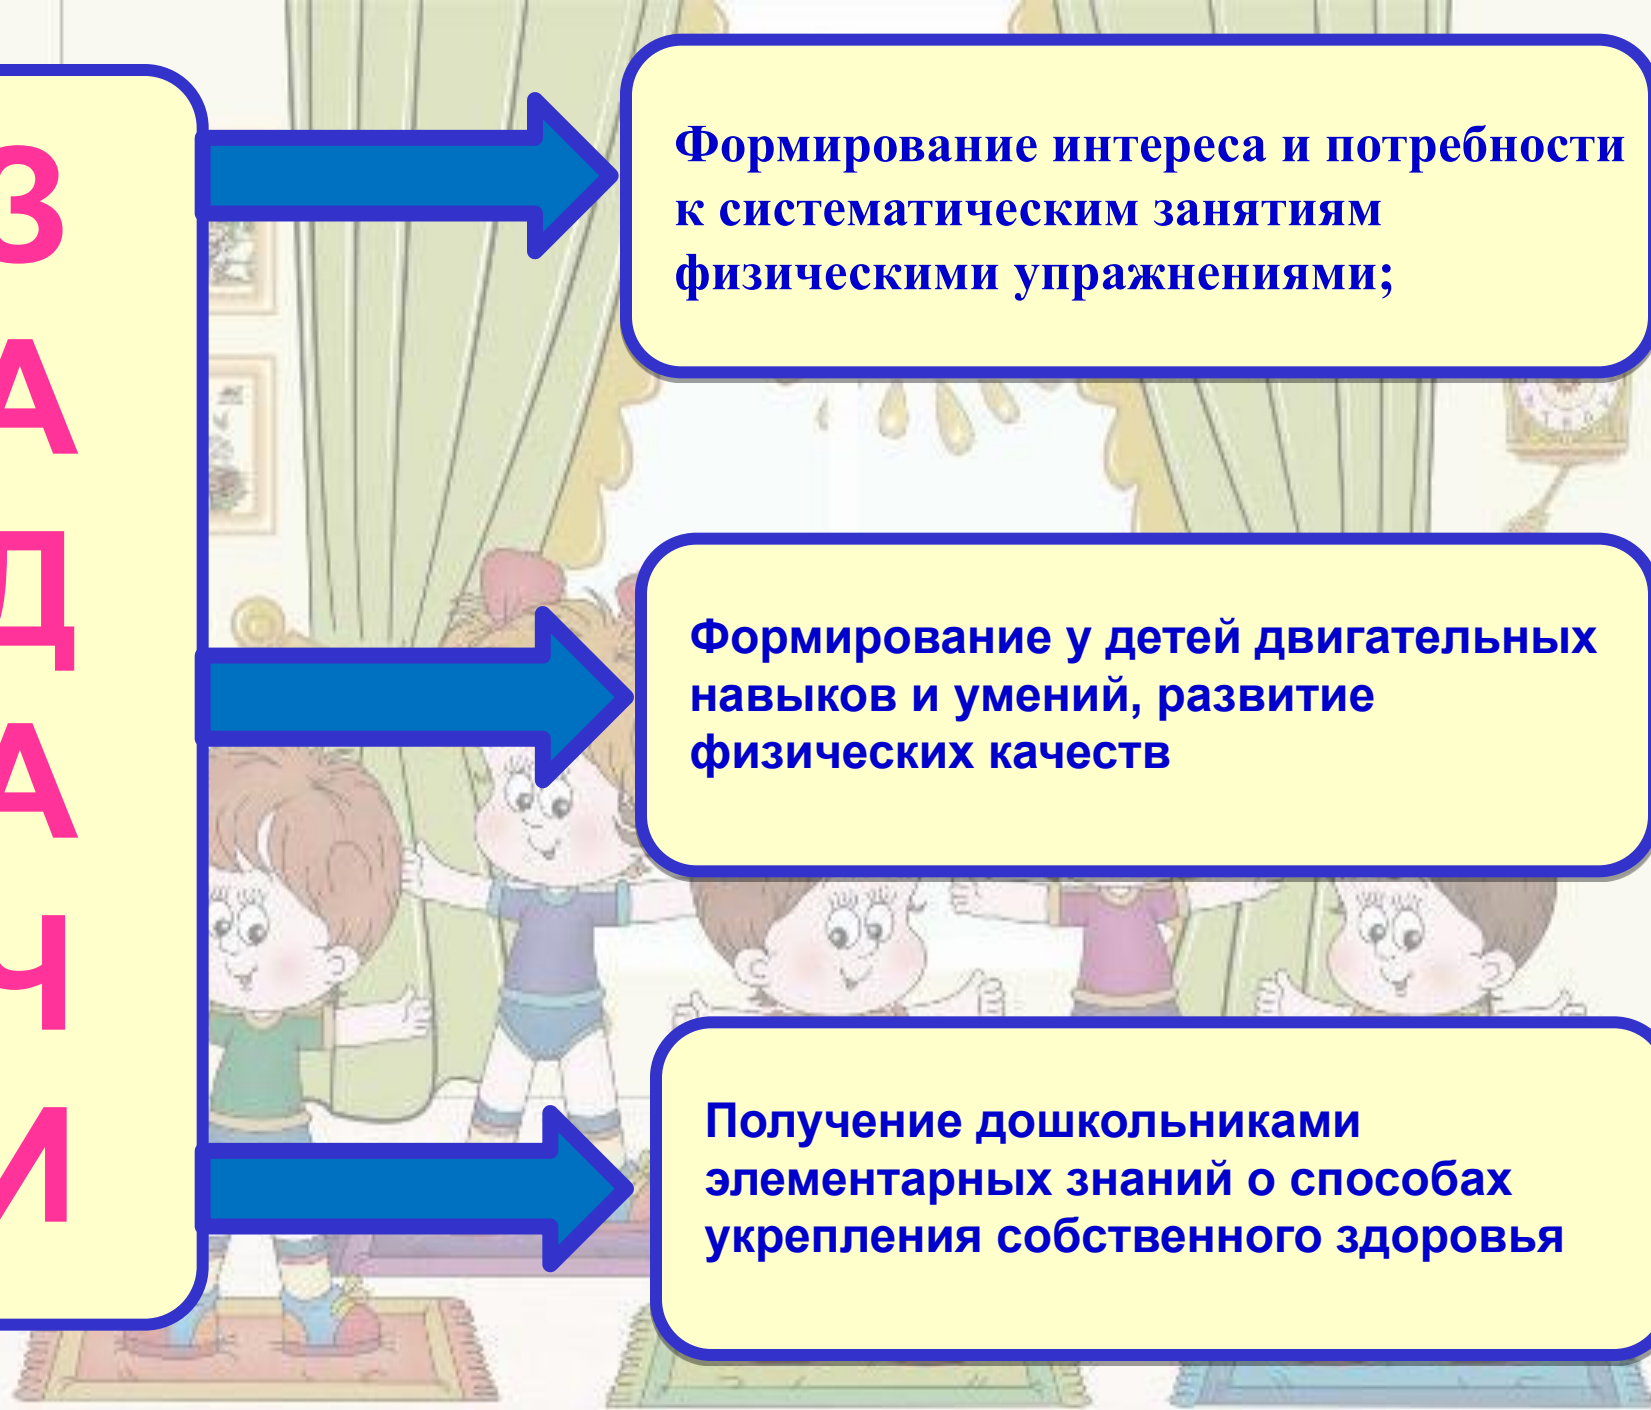 З
А
Д
А
Ч
И
Формирование интереса и потребности
к систематическим занятиям
физическими упражнениями;
Формирование у детей двигательных
навыков и умений, развитие
физических качеств
Получение дошкольниками
элементарных знаний о способах
укрепления собственного здоровья